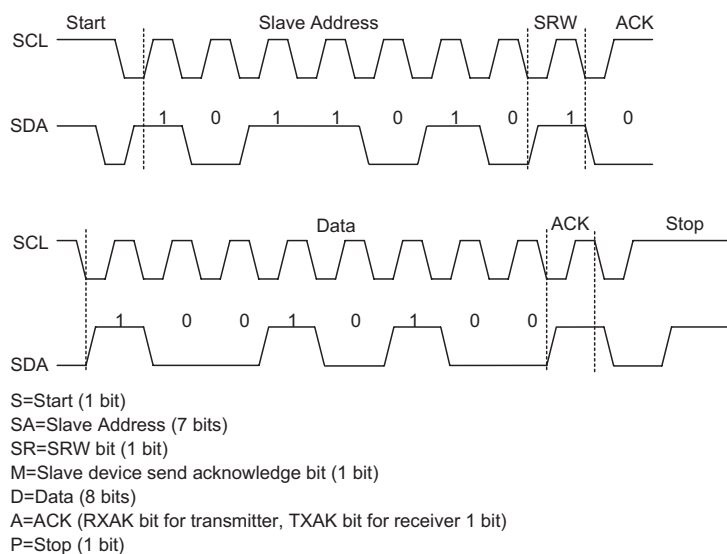 Start Slave Address SRW ACK
SCL
1 0 1 1 0 1 0 1 0
SDA
Data ACK Stop
SCL
1 0 0 1 0 1 0 0
SDA
S=Start (1 bit)
SA=Slave Address (7 bits)
SR=SRW bit (1 bit)
M=Slave device send acknowledge bit (1 bit)
D=Data (8 bits)
A=ACK (RXAK bit for transmitter, TXAK bit for receiver 1 bit)
P=Stop (1 bit)